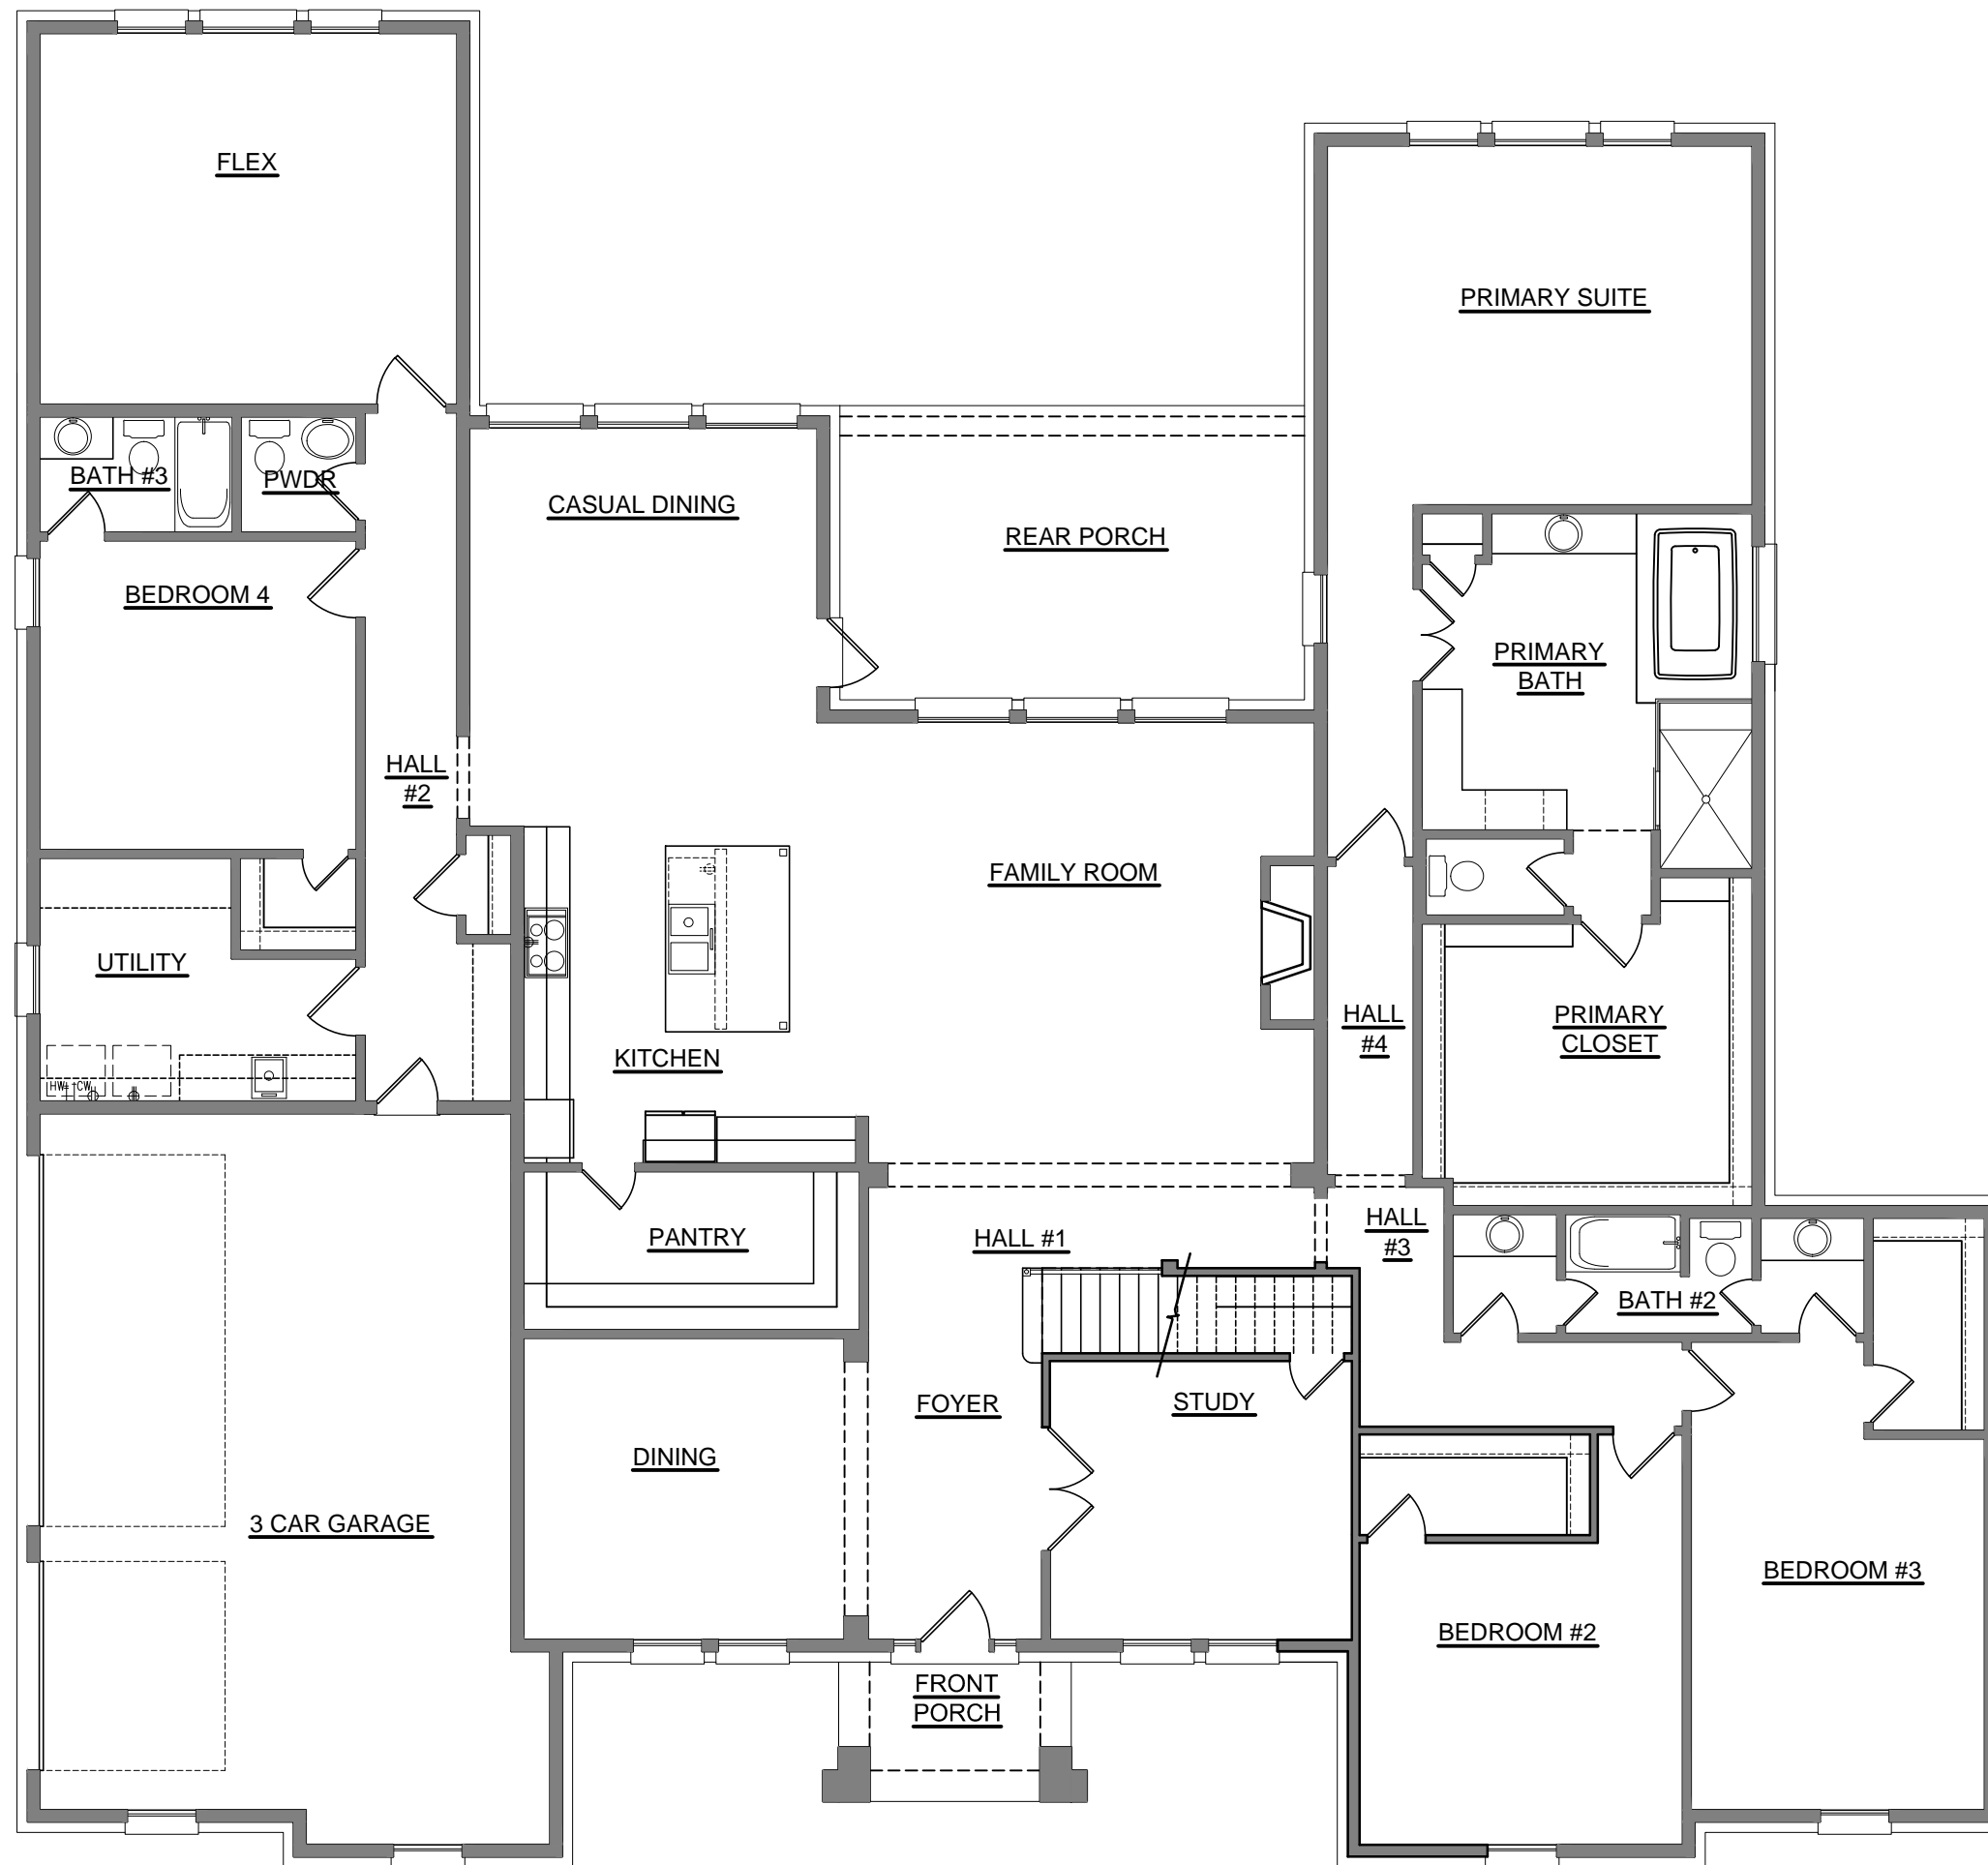 FLEX
PRIMARY SUITE
BATH #3
PWDR
CASUAL DINING
REAR PORCH
BEDROOM 4
PRIMARY
BATH
HALL
#2
FAMILY ROOM
UTILITY
HALL
#4
PRIMARY
CLOSET
KITCHEN
HW
CW
PANTRY
HALL #1
HALL
#3
BATH #2
FOYER
STUDY
DINING
3 CAR GARAGE
BEDROOM #3
BEDROOM #2
FRONT
PORCH